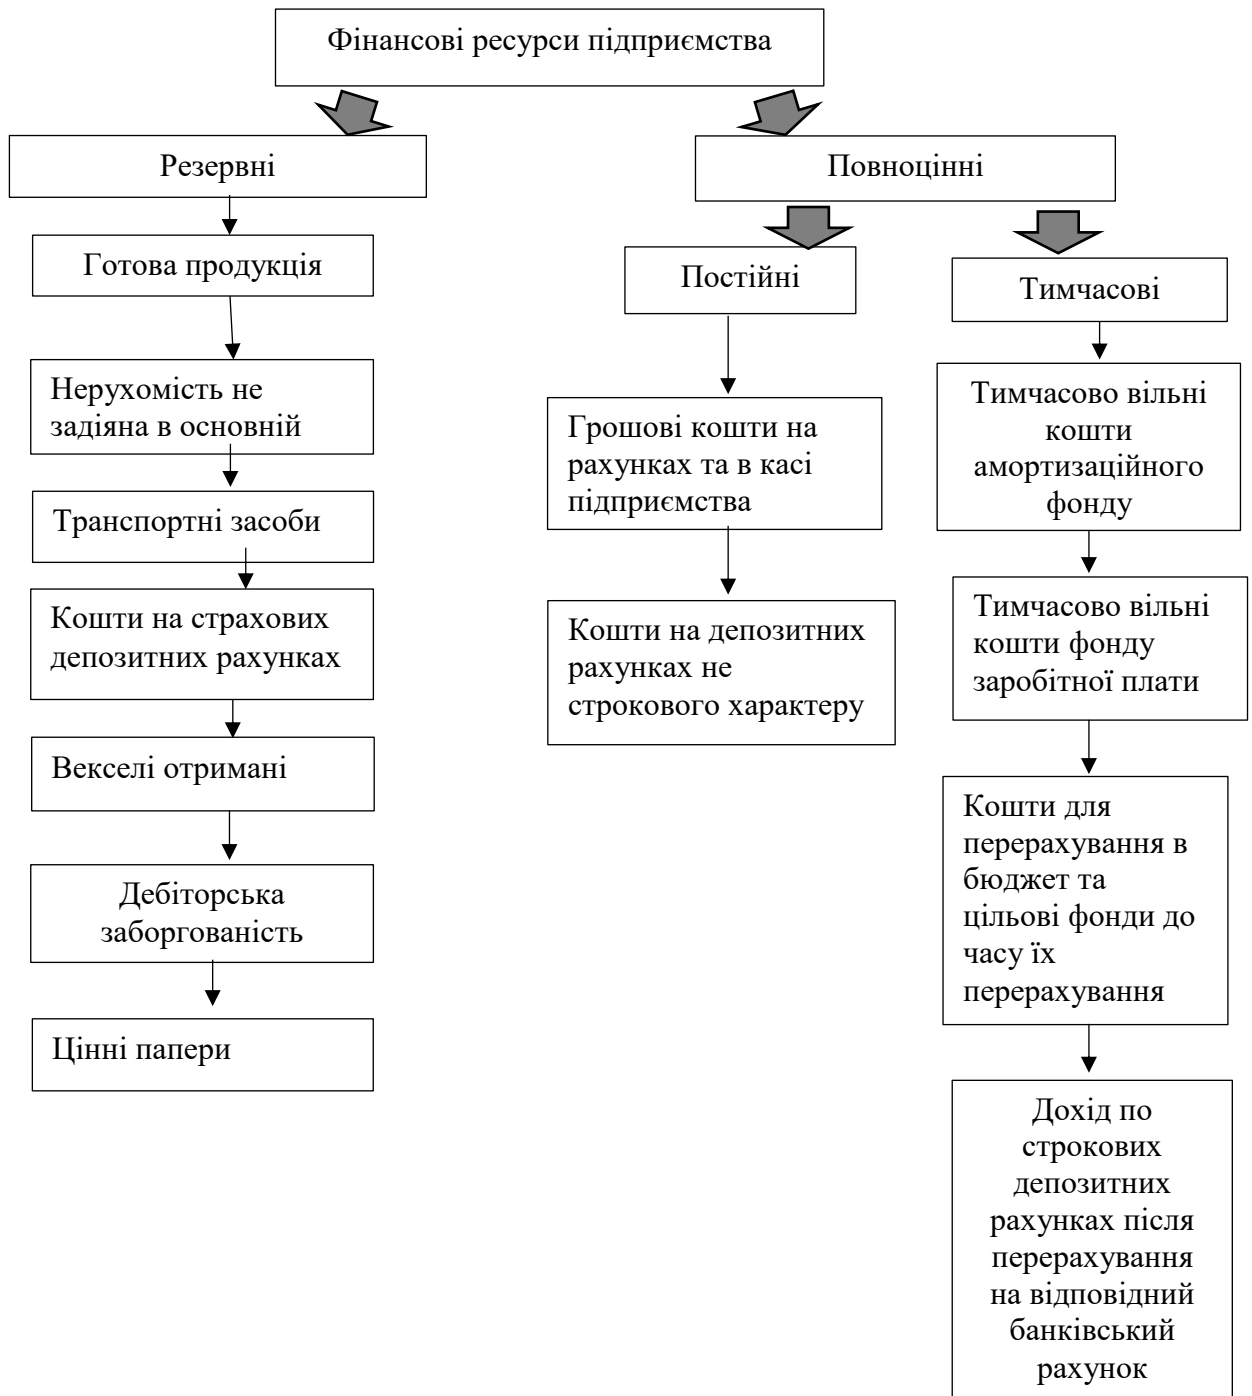 Фінансові ресурси підприємства
Резервні
Готова продукція
Нерухомість не
задіяна в основній
Транспортні засоби
Кошти на страхових
депозитних рахунках
Векселі отримані
Дебіторська
заборгованість
Цінні папери
Повноцінні
Постійні
Грошові кошти на
рахунках та в касі
підприємства
Кошти на депозитних
рахунках не
строкового характеру
Тимчасові
Тимчасово вільні
кошти
амортизаційного
фонду
Тимчасово вільні
кошти фонду
заробітної плати
Кошти для
перерахування в
бюджет та
цільові фонди до
часу їх
перерахування
Дохід по
строкових
депозитних
рахунках після
перерахування
на відповідний
банківський
рахунок